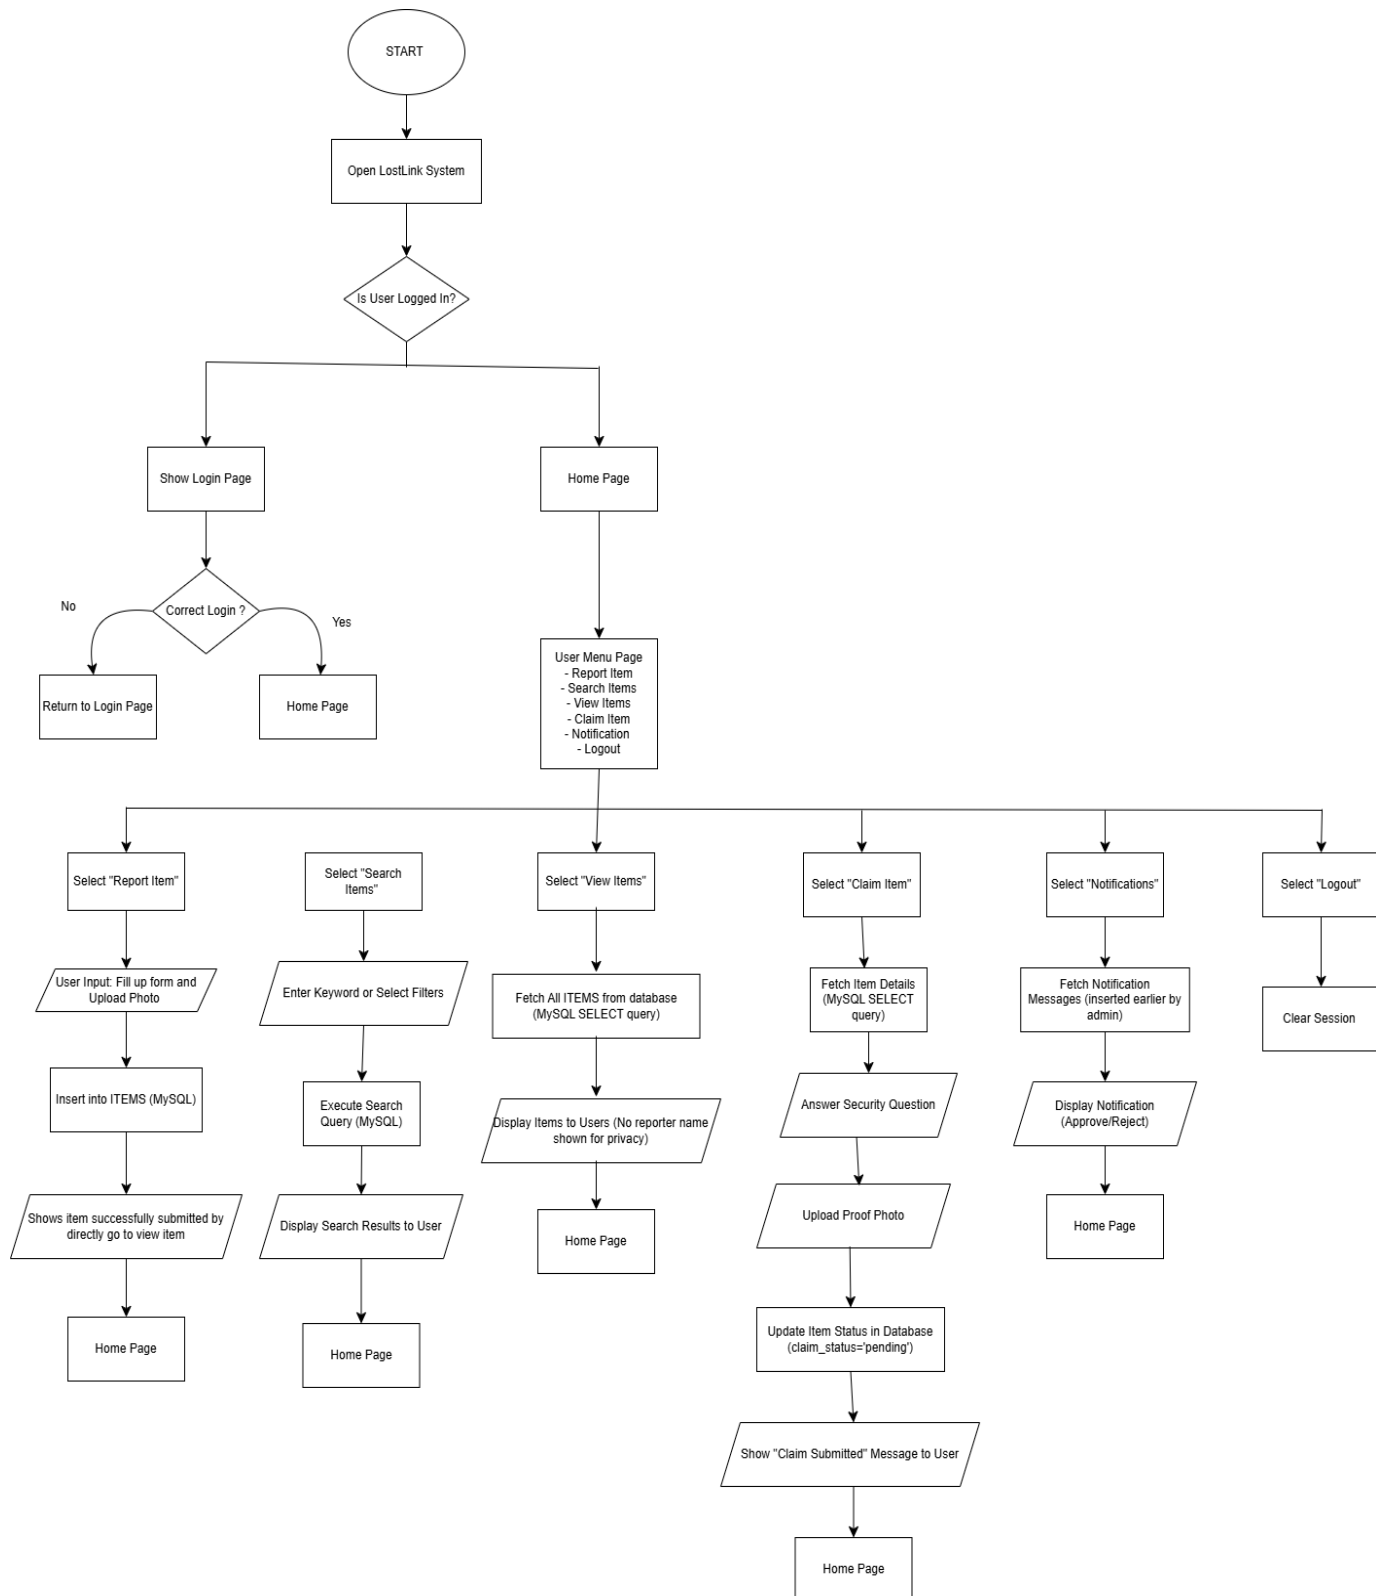 START
Open LostLink System
Is User Logged In?
Show Login Page
Home Page
No
Correct Login ?
Yes
Return to Login Page
Home Page
User Menu Page
- Report Item
- Search Items
- View Items
- Claim Item
- Notification
- Logout
Select "Report Item"
User Input: Fill up form and
Upload Photo
Insert into ITEMS (MySQL)
Shows item successfully submitted by
directly go to view item
Home Page
Select "Search
Items"
Enter Keyword or Select Filters
Execute Search
Query (MySQL)
Display Search Results to User
Home Page
Select "View Items"
Fetch All ITEMS from database
(MySQL SELECT query)
Display Items to Users (No reporter name
shown for privacy)
Home Page
Select "Claim Item"
Fetch Item Details
(MySQL SELECT
query)
Answer Security Question
Upload Proof Photo
Update Item Status in Database
(claim_status='pending')
Show "Claim Submitted" Message to User
Home Page
Select "Notifications"
Fetch Notification
Messages (inserted earlier by
admin)
Display Notification
(Approve/Reject)
Home Page
Select "Logout"
Clear Session